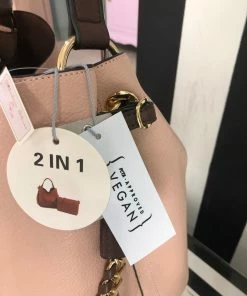 2 IN 1
PETA-APPROVED
VEGAN